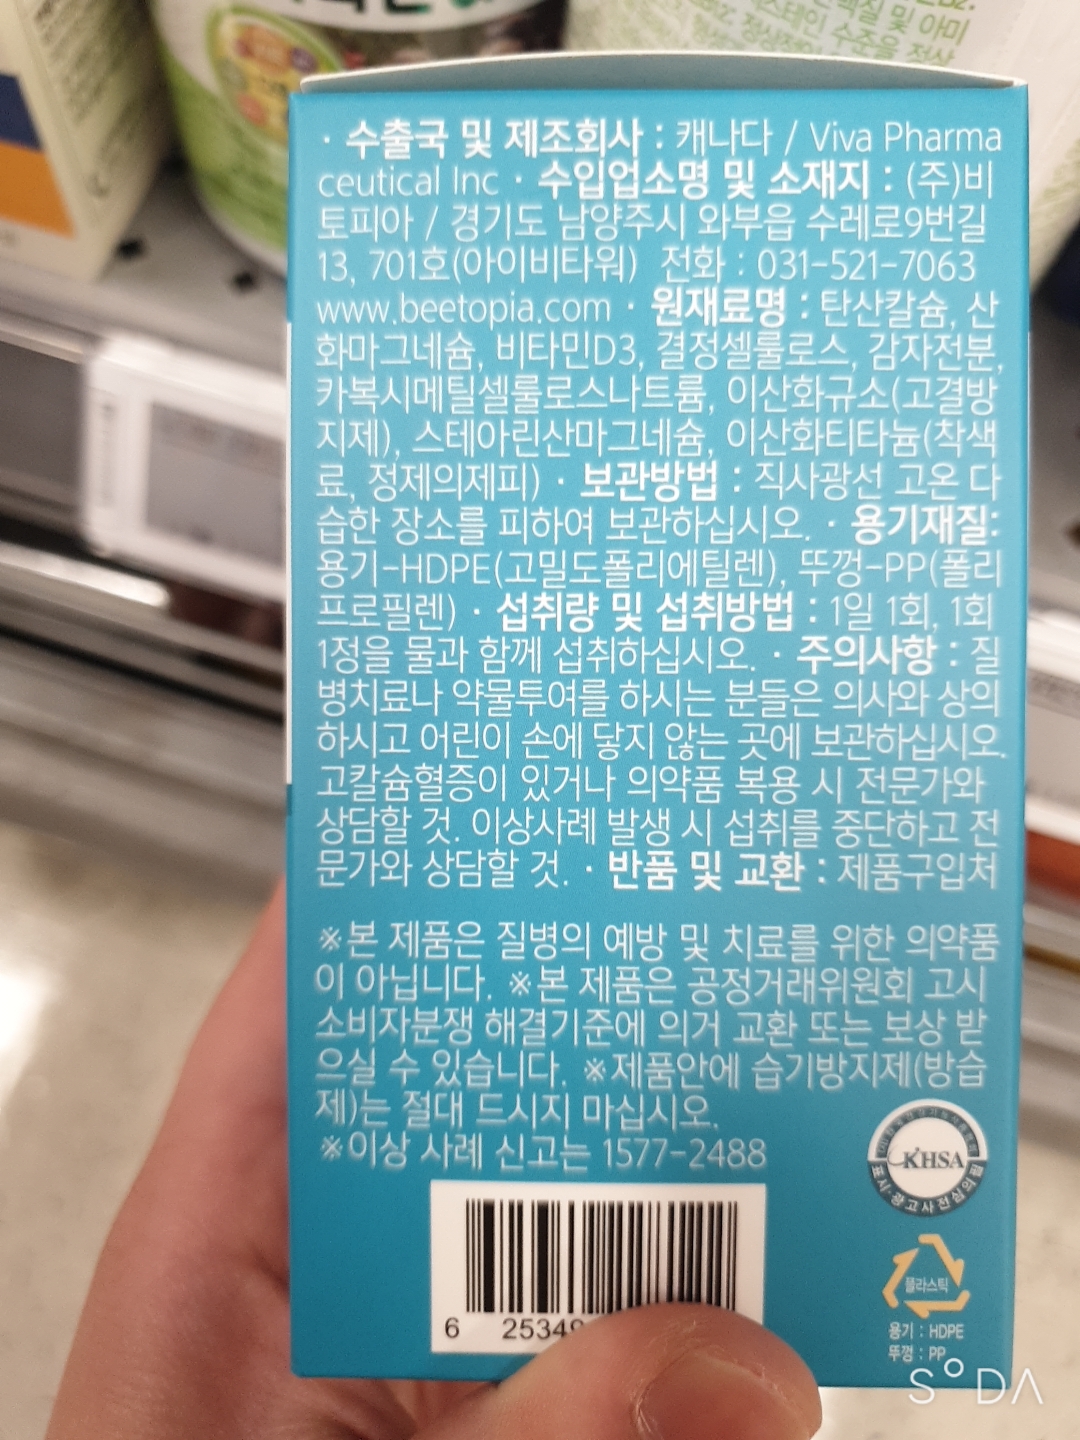 · 수출국 및 제조회사 : 캐나다 / Viva Pharma
ceutical Inc · 수입업소명 및 소재지 : (주)비
토피아 / 경기도 남양주시 와부읍 수레로9번길
13, 701호(아이비타워) 전화 : 031-521-7063
www.beetopia.com · 원재료명 : 탄산칼슘, 산
화마그네슘, 비타민D3, 결정셀룰로스, 감자전분,
카복시메틸셀룰로스나트륨, 이산화규소(고결방
지제), 스테아린산마그네슘, 이산화티타늄(착색
료, 정제의제피) · 보관방법 : 직사광선 고온 다
습한 장소를 피하여 보관하십시오. · 용기재질:
용기-HDPE(고밀도폴리에틸렌), 뚜껑-PP(폴리
프로필렌) · 섭취량 및 섭취방법 : 1일 1회, 1회
1정을 물과 함께 섭취하십시오. · 주의사항 : 질
병치료나 약물투여를 하시는 분들은 의사와 상의
하시고 어린이 손에 닿지 않는 곳에 보관하십시오.
고칼슘혈증이 있거나 의약품 복용 시 전문가와
상담할 것. 이상사례 발생 시 섭취를 중단하고 전
문가와 상담할 것. · 반품 및 교환 : 제품구입처
※본 제품은 질병의 예방 및 치료를 위한 의약품
이 아닙니다. ※본 제품은 공정거래위원회 고시
소비자분쟁 해결기준에 의거 교환 또는 보상 받
으실 수 있습니다. ※제품안에 습기방지제(방습
제)는 절대 드시지 마십시오.
※이상 사례 신고는 1577-2488
KHSA
표시·광고사전심의필
플라스틱
용기 : HDPE
뚜껑 : PP
6 25349
SODA